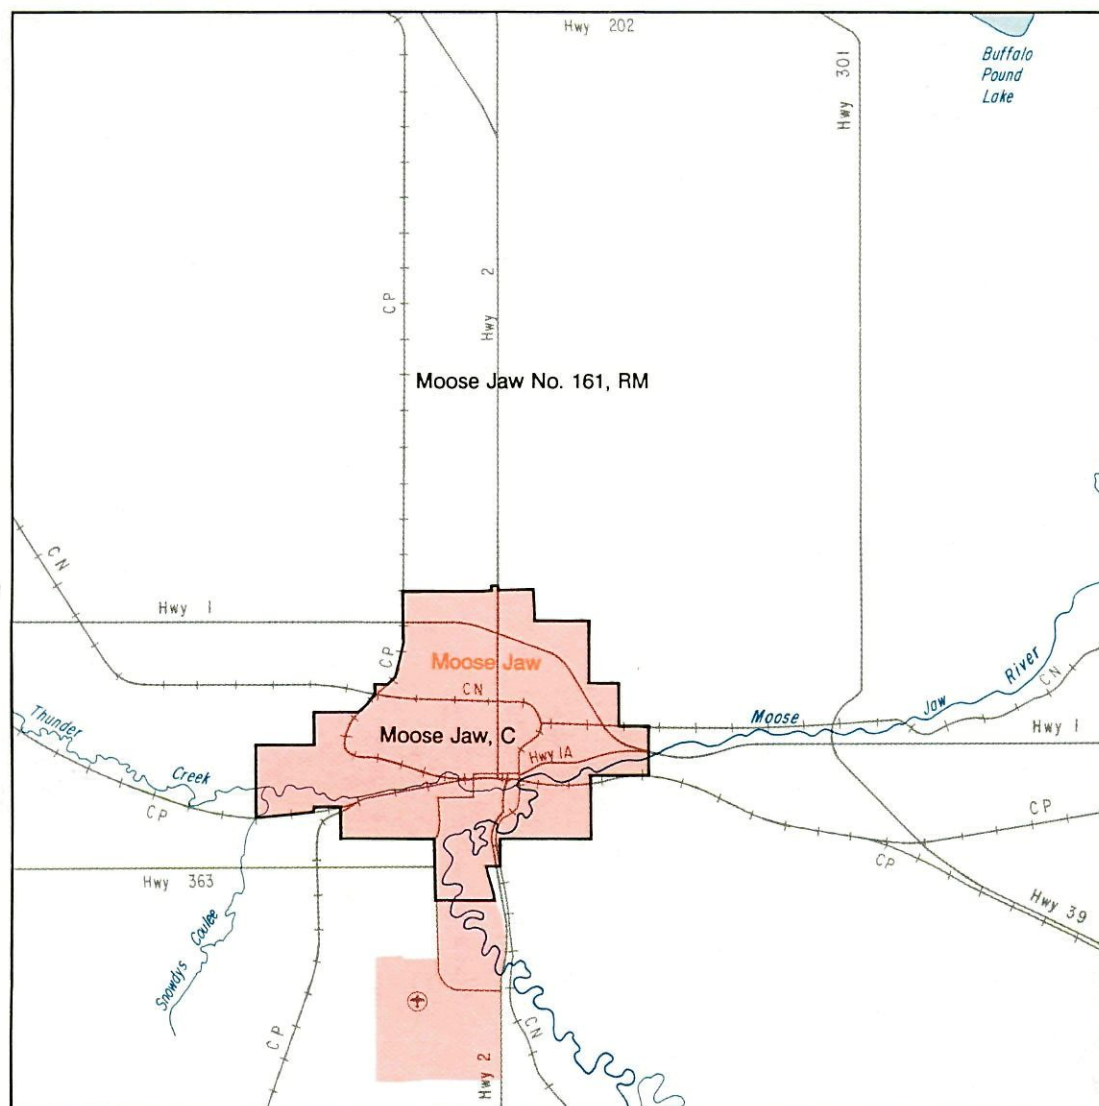 Hwy 202
Buffalo
Pound
Lake
Hwy 301
CP
Hwy 2
Moose Jaw No. 161, RM
CN
Hwy 1
Moose Jaw
CP
CN
Moose Jaw, C
Hwy 1A
Moose Jaw River
CN
Hwy 1
Thunder Creek
CP
CP
CP
Hwy 363
Hwy 39
Snowdys Coulee
CP
CN
Hwy 2